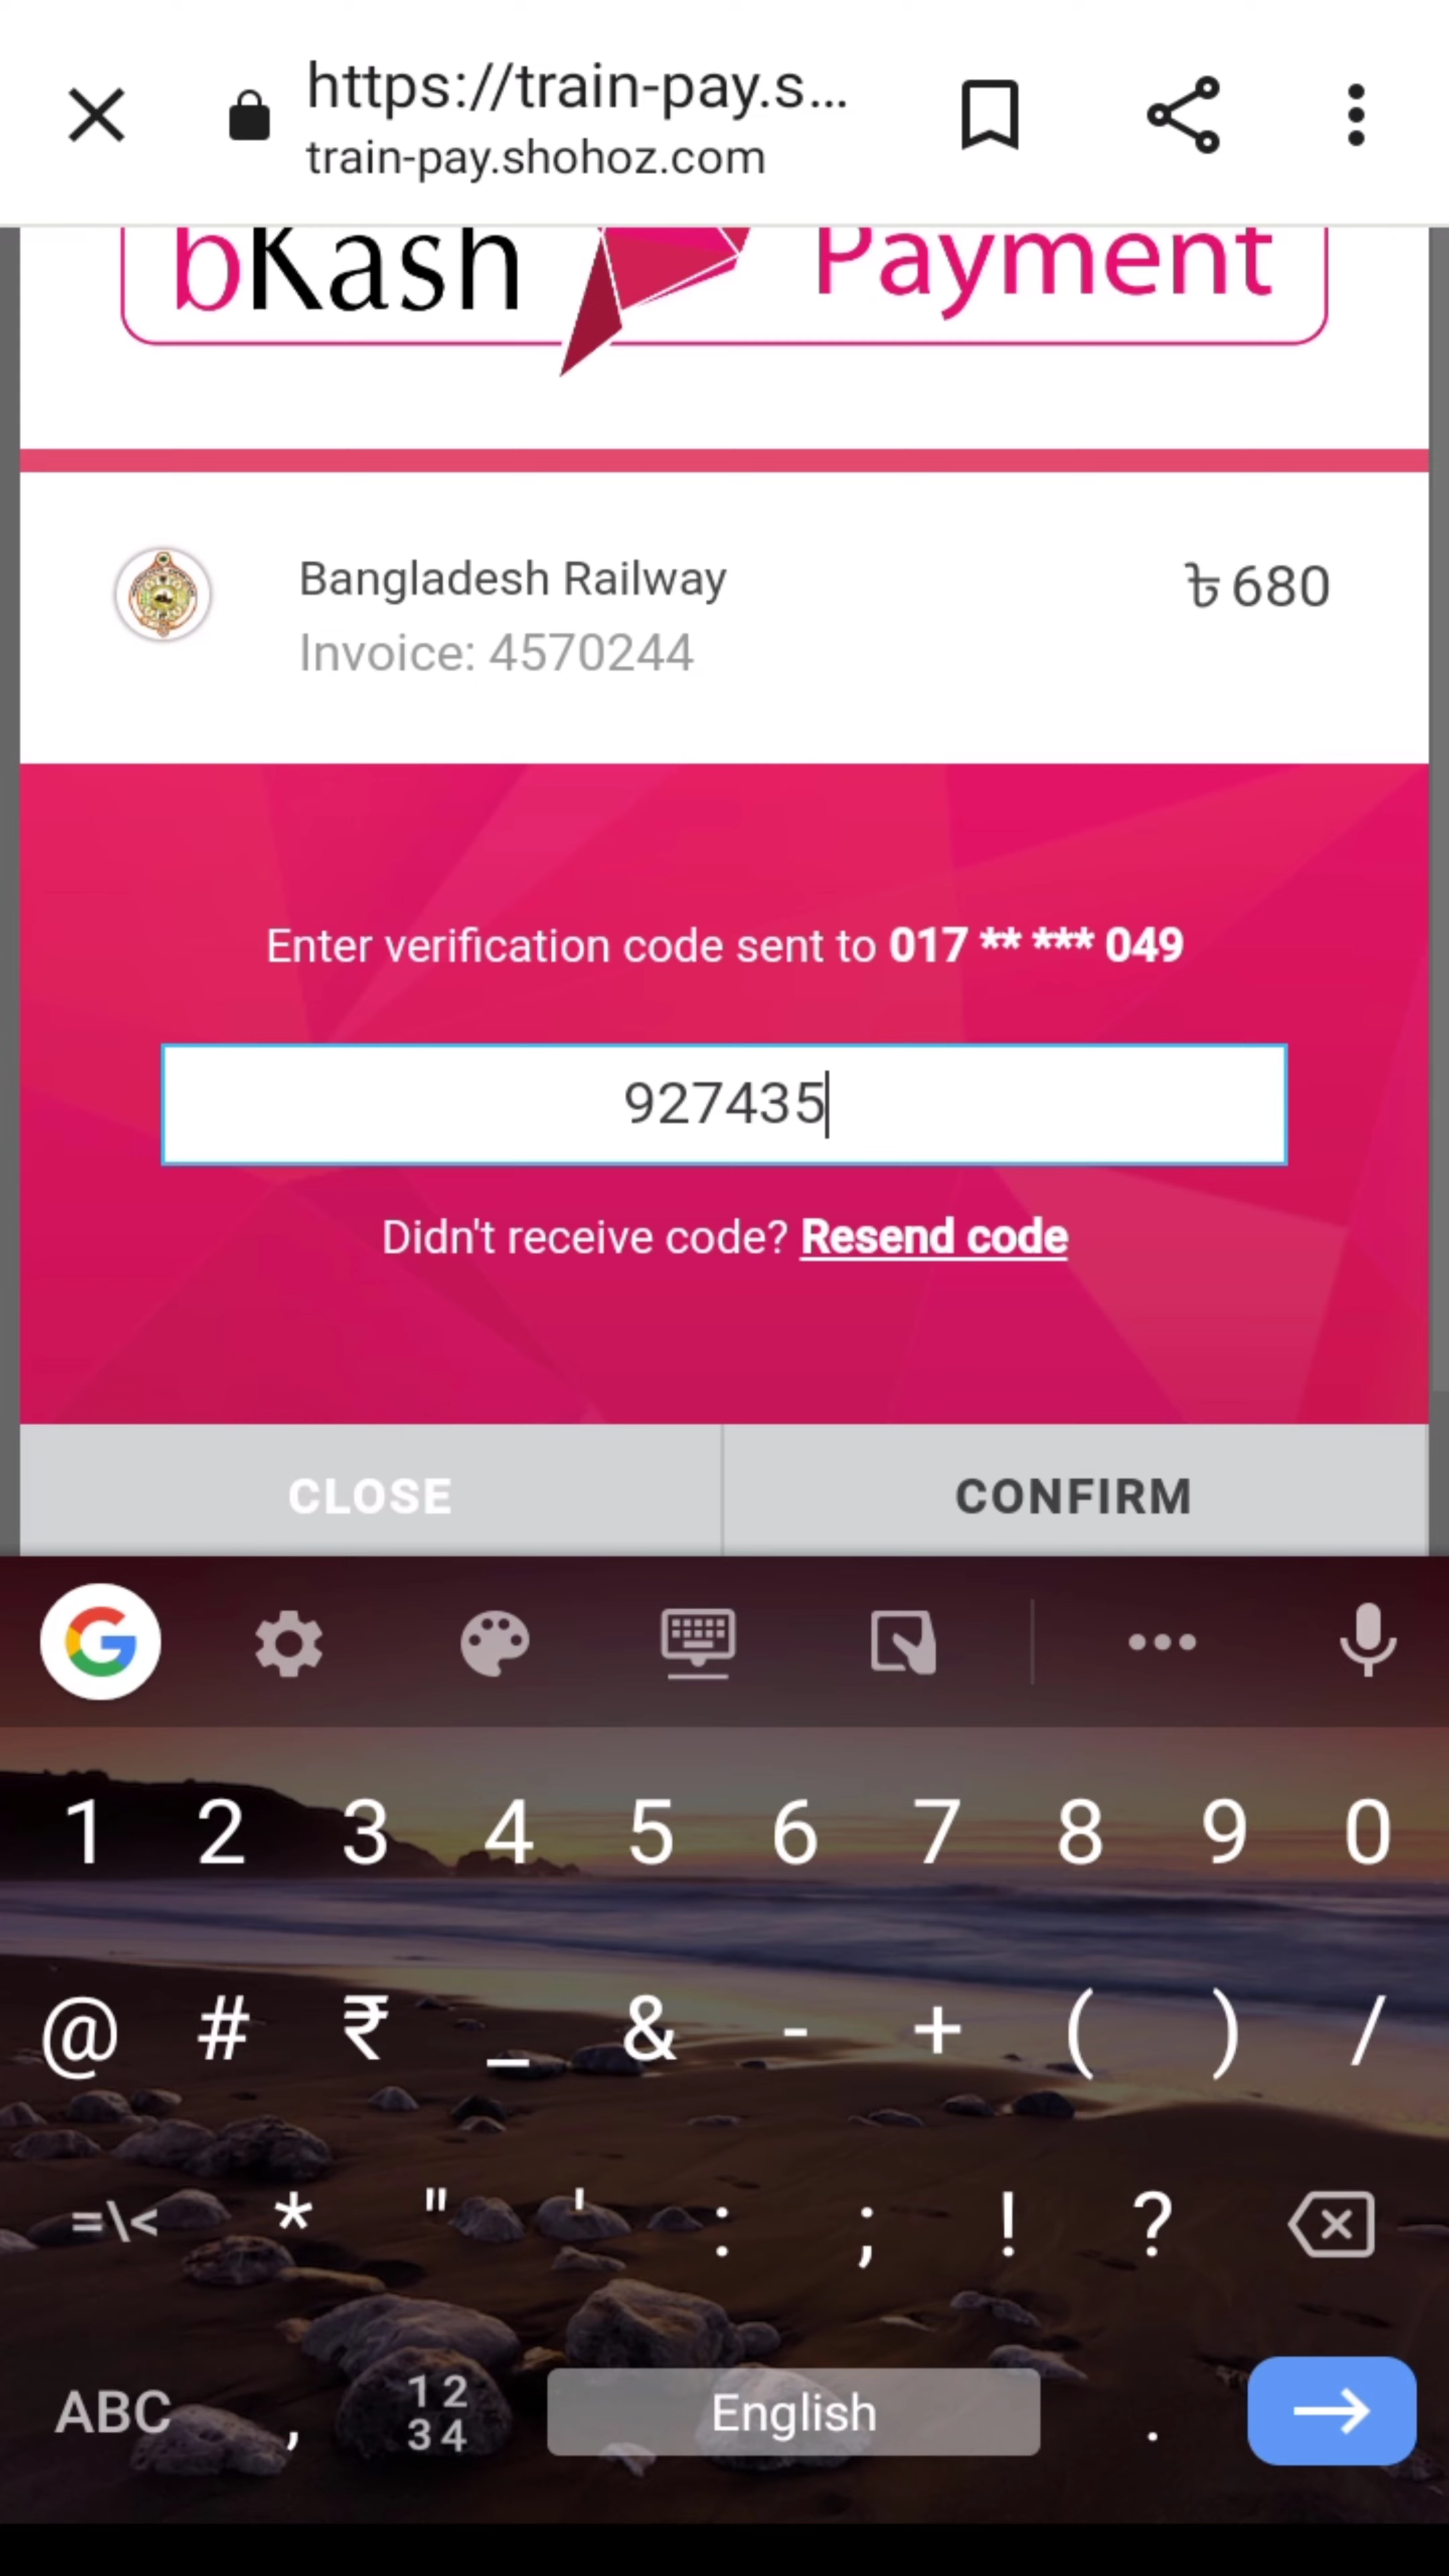 https://train-pay.s...
train-pay.shohoz.com
bKash Payment
Bangladesh Railway
৳ 680
Invoice: 4570244
Enter verification code sent to 017 ** *** 049
927435
Didn't receive code? Resend code
CLOSE CONFIRM
1 2 3 4 5 6 7 8 9 0
@ # ₹ _ & - + ( ) /
=\< * " ' : ; ! ?
ABC , 12 English .
34